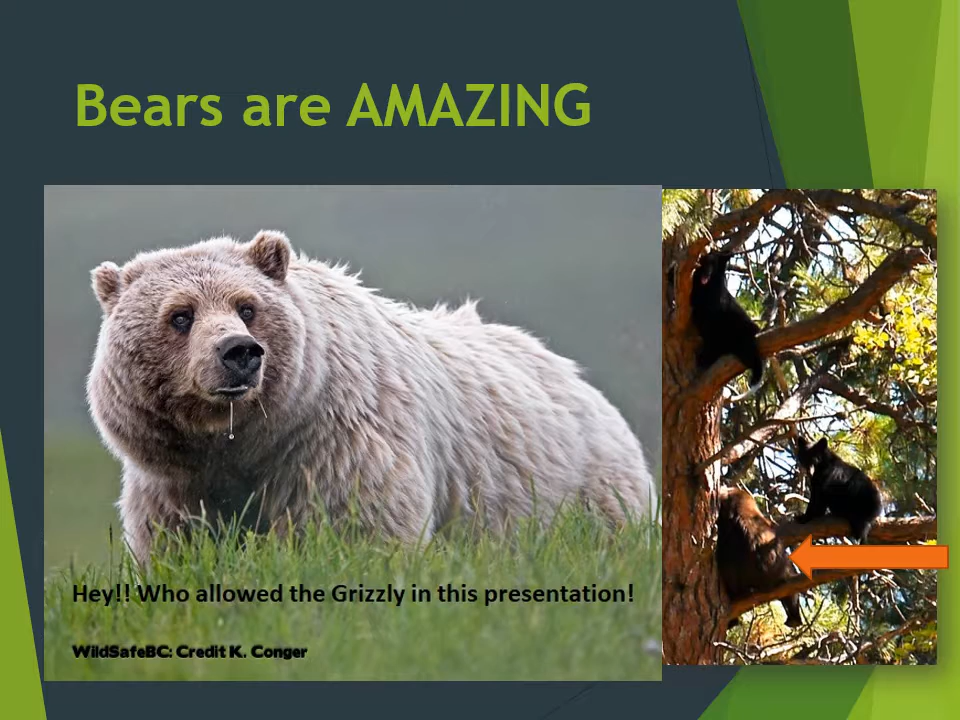 Bears are AMAZING
Hey!! Who allowed the Grizzly in this presentation!
WildSafeBC: Credit K. Conger